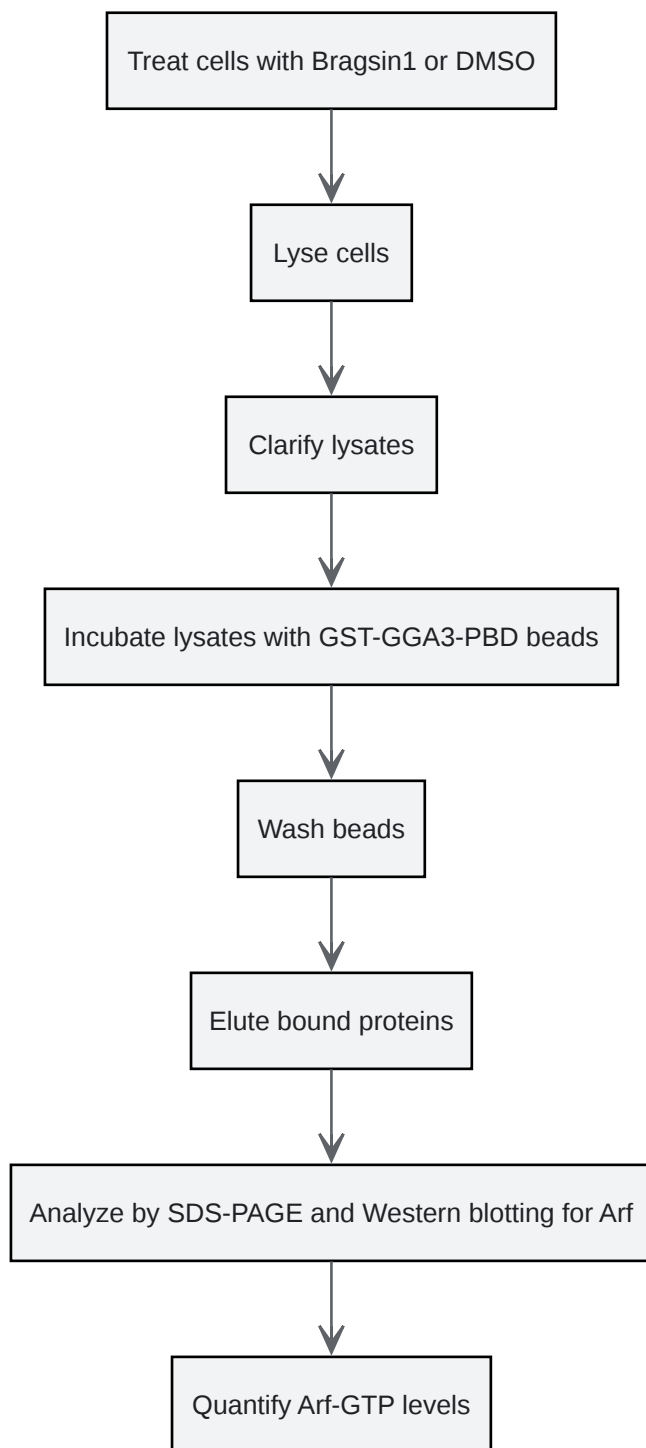 Treat cells with Bragsin1 or DMSO
Lyse cells
Clarify lysates
Incubate lysates with GST-GGA3-PBD beads
Wash beads
Elute bound proteins
Analyze by SDS-PAGE and Western blotting for Arf
Quantify Arf-GTP levels